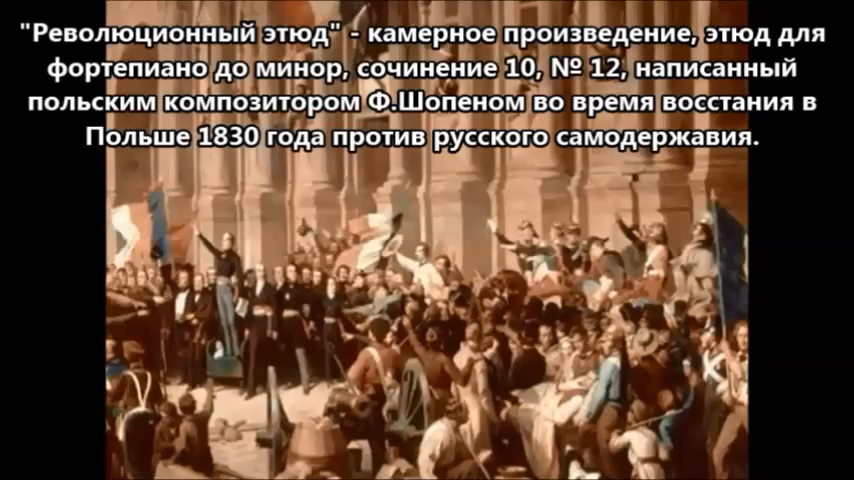 "Революционный этюд" - камерное произведение, этюд для
фортепиано до минор, сочинение 10, № 12, написанный
польским композитором Ф.Шопеном во время восстания в
Польше 1830 года против русского самодержавия.